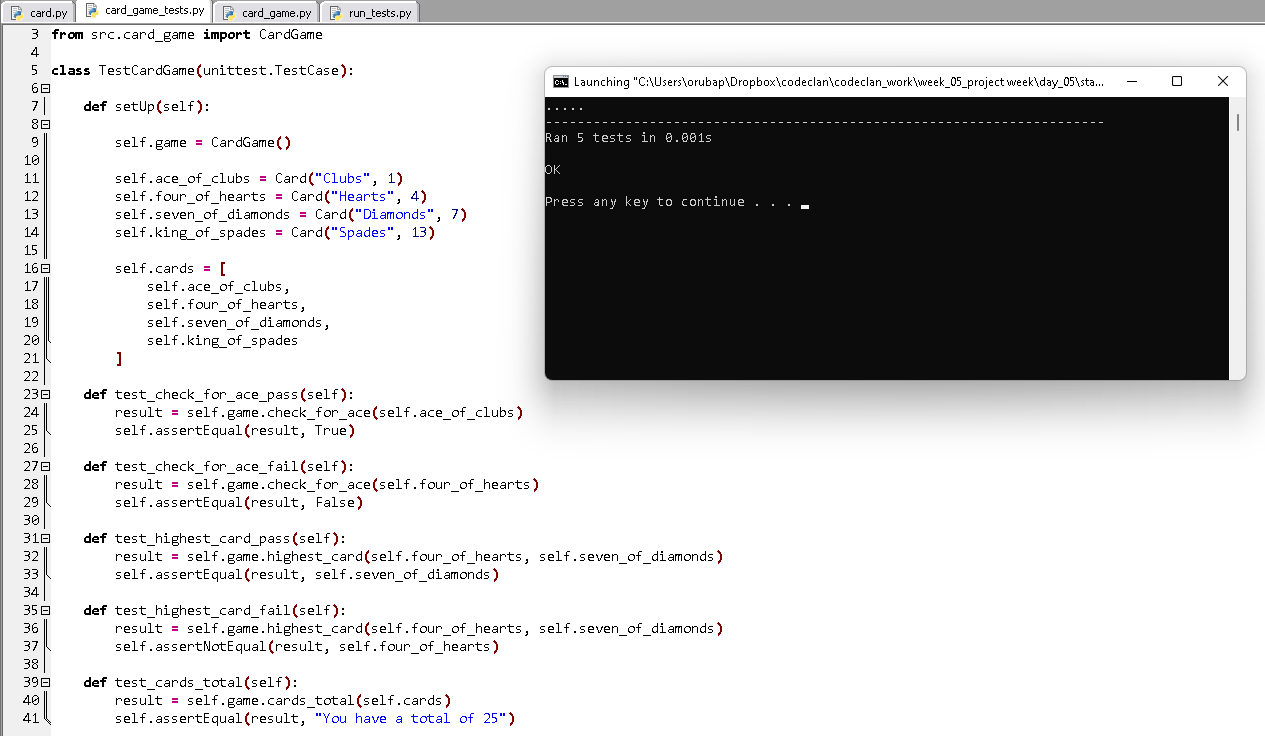 card.py card_game_tests.py card_game.py run_tests.py
3 from src.card_game import CardGame
4
5 class TestCardGame(unittest.TestCase):
6
7     def setUp(self):
8
9         self.game = CardGame()
10
11         self.ace_of_clubs = Card("Clubs", 1)
12         self.four_of_hearts = Card("Hearts", 4)
13         self.seven_of_diamonds = Card("Diamonds", 7)
14         self.king_of_spades = Card("Spades", 13)
15
16         self.cards = [
17             self.ace_of_clubs,
18             self.four_of_hearts,
19             self.seven_of_diamonds,
20             self.king_of_spades
21         ]
22
23     def test_check_for_ace_pass(self):
24         result = self.game.check_for_ace(self.ace_of_clubs)
25         self.assertEqual(result, True)
26
27     def test_check_for_ace_fail(self):
28         result = self.game.check_for_ace(self.four_of_hearts)
29         self.assertEqual(result, False)
30
31     def test_highest_card_pass(self):
32         result = self.game.highest_card(self.four_of_hearts, self.seven_of_diamonds)
33         self.assertEqual(result, self.seven_of_diamonds)
34
35     def test_highest_card_fail(self):
36         result = self.game.highest_card(self.four_of_hearts, self.seven_of_diamonds)
37         self.assertNotEqual(result, self.four_of_hearts)
38
39     def test_cards_total(self):
40         result = self.game.cards_total(self.cards)
41         self.assertEqual(result, "You have a total of 25")
Launching "C:\Users\orubap\Dropbox\codeclan\codeclan_work\week_05_project week\day_05\sta...
.....
----------------------------------------------------------------------
Ran 5 tests in 0.001s

OK

Press any key to continue . . .